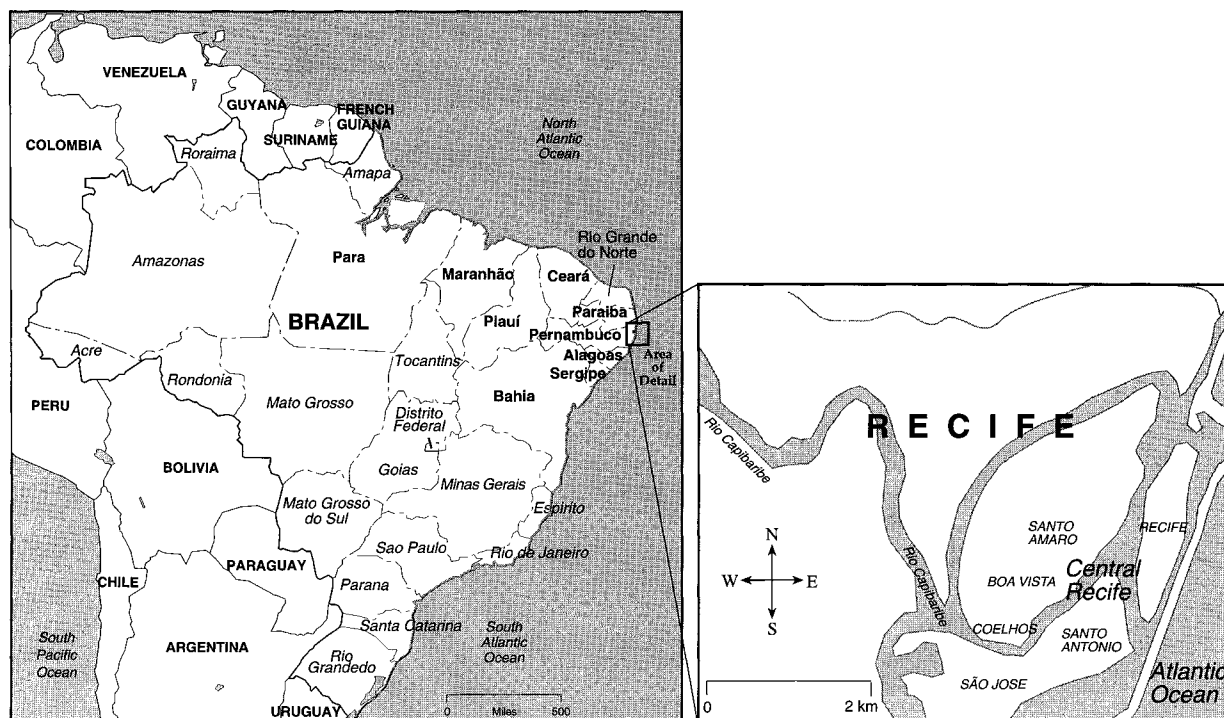 VENEZUELA
GUYANA
FRENCH
GUIANA
SURINAME
COLOMBIA
Roraima
Amapa
North
Atlantic
Ocean
Amazonas
Para
Maranhão
Ceará
Rio Grande
do Norte
BRAZIL
Piauí
Paraiba
Pernambuco
Alagoas
Sergipe
Area
of
Detail
Acre
Rondonia
Tocantins
Bahia
PERU
Mato Grosso
Distrito
Federal
BOLIVIA
Goias
Minas Gerais
Mato Grosso
do Sul
Espirito
Sao Paulo
Rio de Janeiro
PARAGUAY
CHILE
Parana
Santa Catarina
South
Pacific
Ocean
ARGENTINA
Rio
Grandedo
South
Atlantic
Ocean
URUGUAY
0 Miles 500
RECIFE
Rio Capibaribe
Rio Capibaribe
N
W E
S
SANTO
AMARO
RECIFE
BOA VISTA
Central
Recife
COELHOS
SANTO
ANTONIO
SÃO JOSE
Atlantic
Ocean
0 2 km